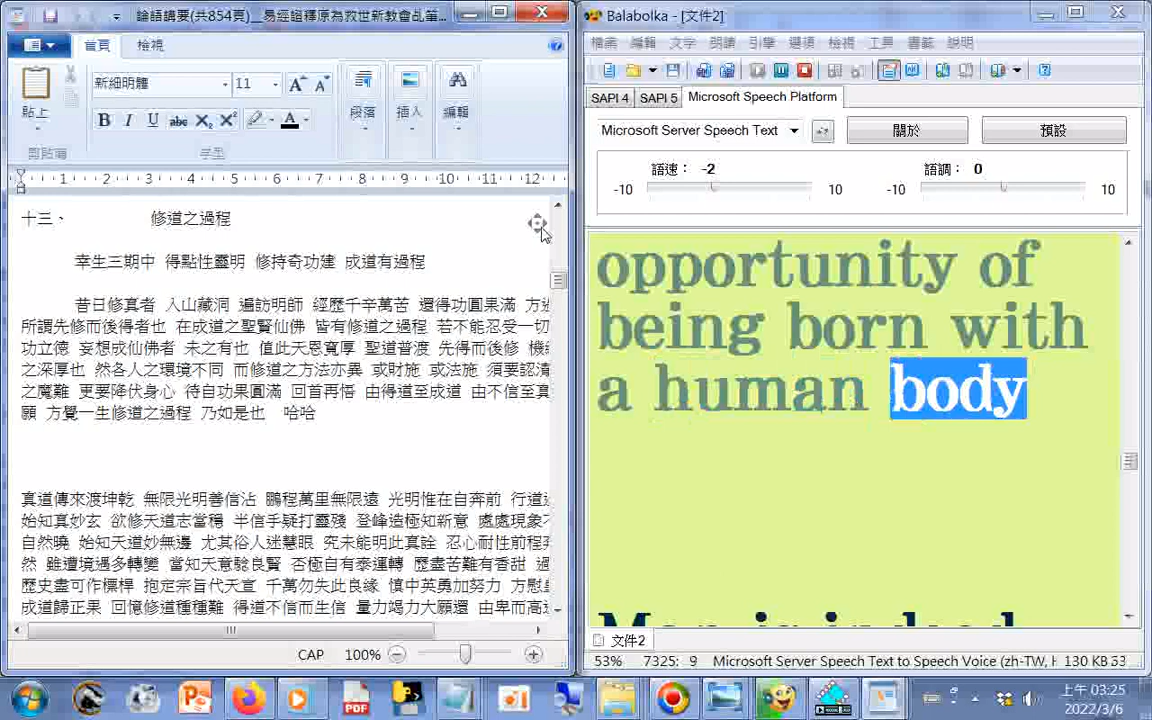 論語講要(共854頁)__易經證釋原為救世新教會乩筆...
首頁 檢視
貼上
剪貼簿
新細明體 11
B I U abc X₂ X²
字型
段落
插入
編輯
1 2 3 4 5 6 7 8 9 10 11 12
十三、 修道之過程
幸生三期中 得點性靈明 修持奇功建 成道有過程
昔日修真者 入山藏洞 遍訪明師 經歷千辛萬苦 還得功圓果滿 方
所謂先修而後得者也 在成道之聖賢仙佛 皆有修道之過程 若不能忍受一切
功立德 妄想成仙佛者 未之有也 值此天恩寬厚 聖道普渡 先得而後修 機
之深厚也 然各人之環境不同 而修道之方法亦異 或財施 或法施 須要認清
之魔難 更要降伏身心 待自功果圓滿 回首再悟 由得道至成道 由不信至真
願 方覺一生修道之過程 乃如是也 哈哈
真道傳來渡坤乾 無限光明善信沾 鵬程萬里無限遠 光明惟在自奔前 行道
始知真妙玄 欲修天道志當穩 半信乎疑打靈殘 登峰造極知新意 處處現象
自然曉 始知天道妙無邊 尤其俗人迷慧眼 究未能明此真詮 忍心耐性前程
然 雖遭境遇多轉變 當知天意驗良賢 否極自有泰運轉 歷盡苦難有香甜
歷史盡可作標桿 抱定宗旨代天宣 千萬勿失此良緣 慎中英勇加努力 方慰
成道歸正果 回憶修道種種難 得道不信而生信 量力竭力大願還 由卑而高
CAP 100%
Balabolka - [文件2]
檔案 編輯 文字 朗讀 引擎 選項 檢視 工具 書籤 說明
SAPI 4 SAPI 5 Microsoft Speech Platform
Microsoft Server Speech Text 關於 預設
語速： -2 語調： 0
-10 10 -10 10
opportunity of
being born with
a human body
文件2
53% 7325: 9 Microsoft Server Speech Text to Speech Voice (zh-TW, H 130 KB
上午 03:25
2022/3/6